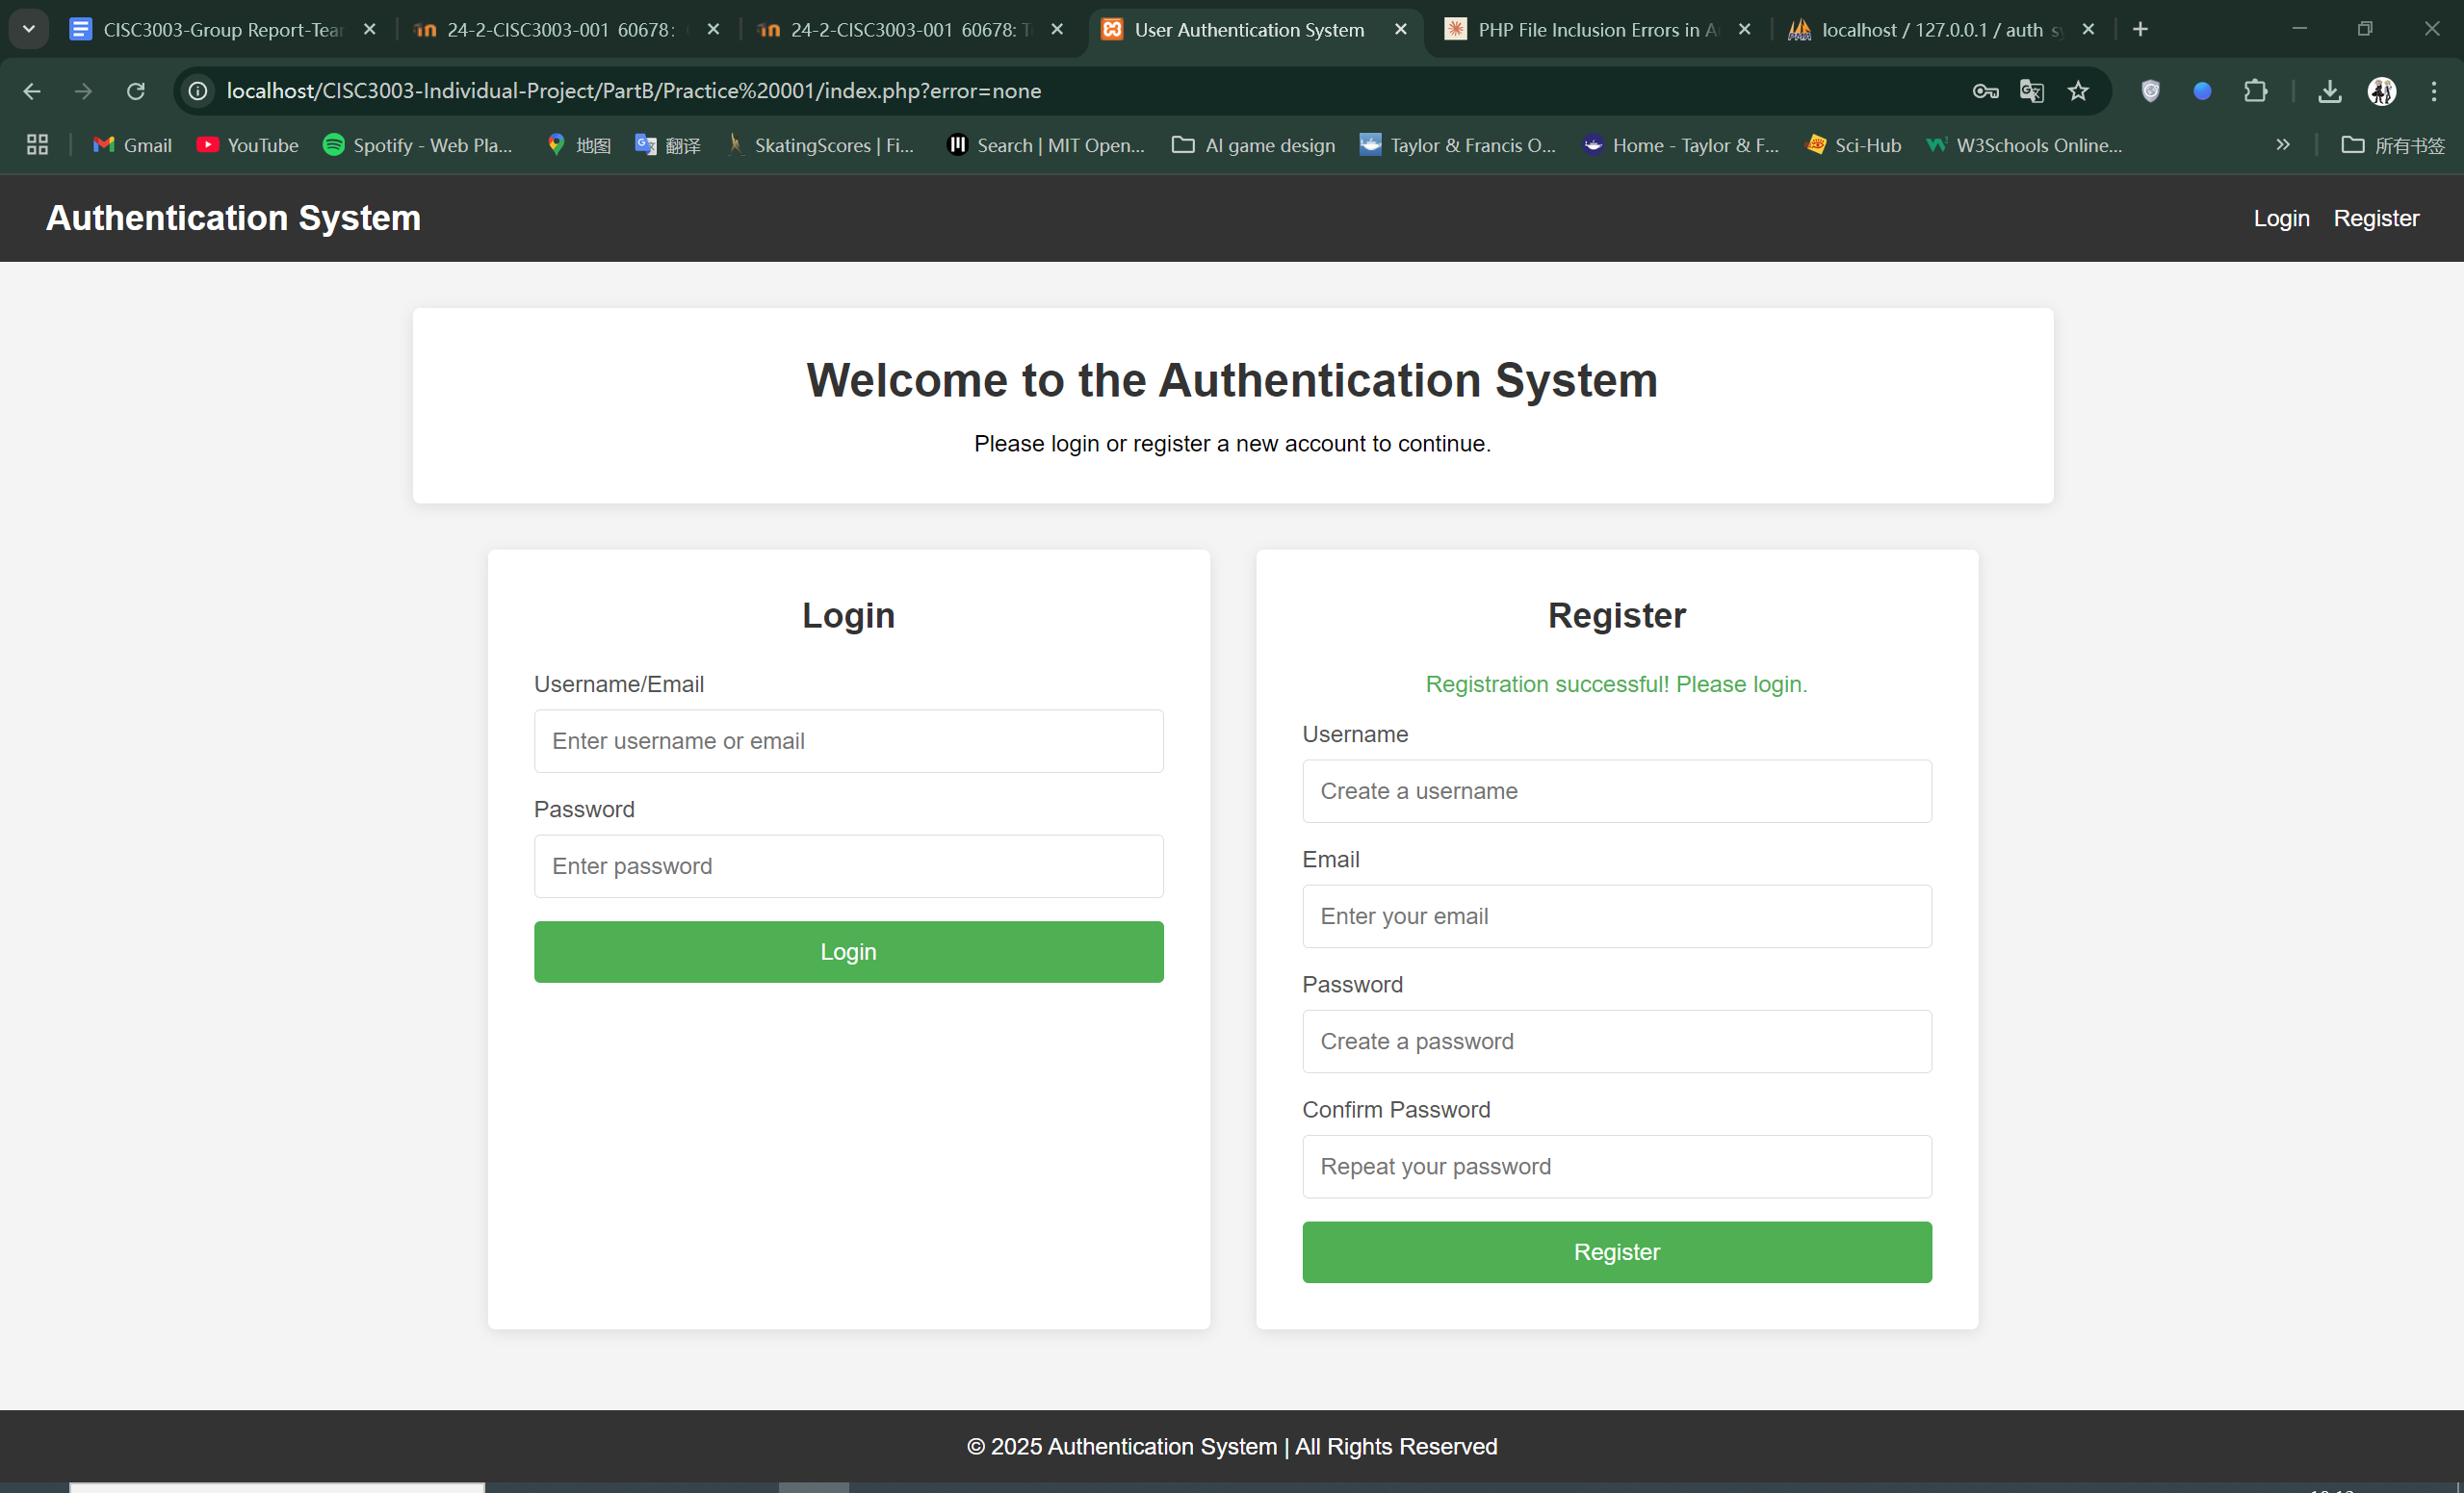 CISC3003-Group Report-Tear
24-2-CISC3003-001 60678:
24-2-CISC3003-001 60678: T
User Authentication System
PHP File Inclusion Errors in A
localhost / 127.0.0.1 / auth s
localhost/CISC3003-Individual-Project/PartB/Practice%20001/index.php?error=none
Gmail
YouTube
Spotify - Web Pla...
地图
翻译
SkatingScores | Fi...
Search | MIT Open...
AI game design
Taylor & Francis O...
Home - Taylor & F...
Sci-Hub
W3Schools Online...
所有书签
Authentication System
Login Register
Welcome to the Authentication System
Please login or register a new account to continue.
Login
Username/Email
Enter username or email
Password
Enter password
Login
Register
Registration successful! Please login.
Username
Create a username
Email
Enter your email
Password
Create a password
Confirm Password
Repeat your password
Register
© 2025 Authentication System | All Rights Reserved